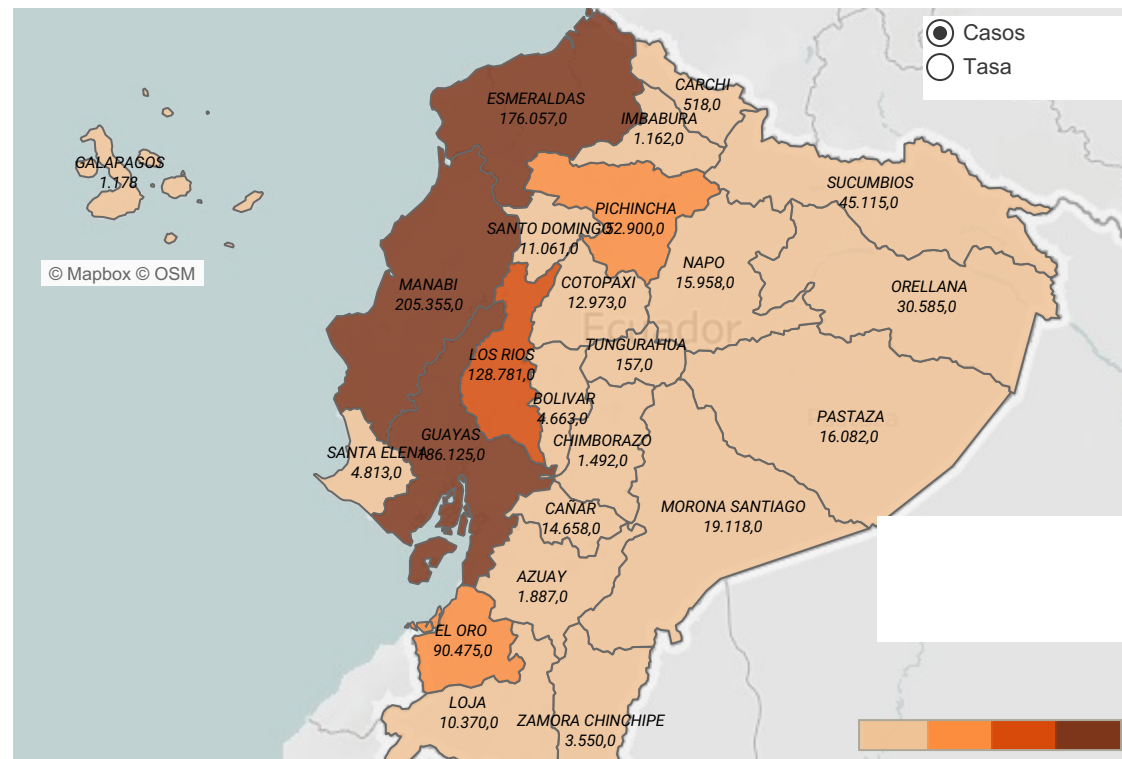 Casos
Tasa
CARCHI
518,0
ESMERALDAS
176.057,0
IMBABURA
1.162,0
GALAPAGOS
1.178
SUCUMBIOS
45.115,0
PICHINCHA
52.900,0
SANTO DOMINGO
11.061,0
NAPO
15.958,0
© Mapbox © OSM
MANABI
205.355,0
COTOPAXI
12.973,0
ORELLANA
30.585,0
Ecuador
TUNGURAHUA
157,0
LOS RIOS
128.781,0
BOLIVAR
4.663,0
PASTAZA
16.082,0
GUAYAS
186.125,0
CHIMBORAZO
1.492,0
SANTA ELENA
4.813,0
MORONA SANTIAGO
19.118,0
CAÑAR
14.658,0
AZUAY
1.887,0
EL ORO
90.475,0
LOJA
10.370,0
ZAMORA CHINCHIPE
3.550,0